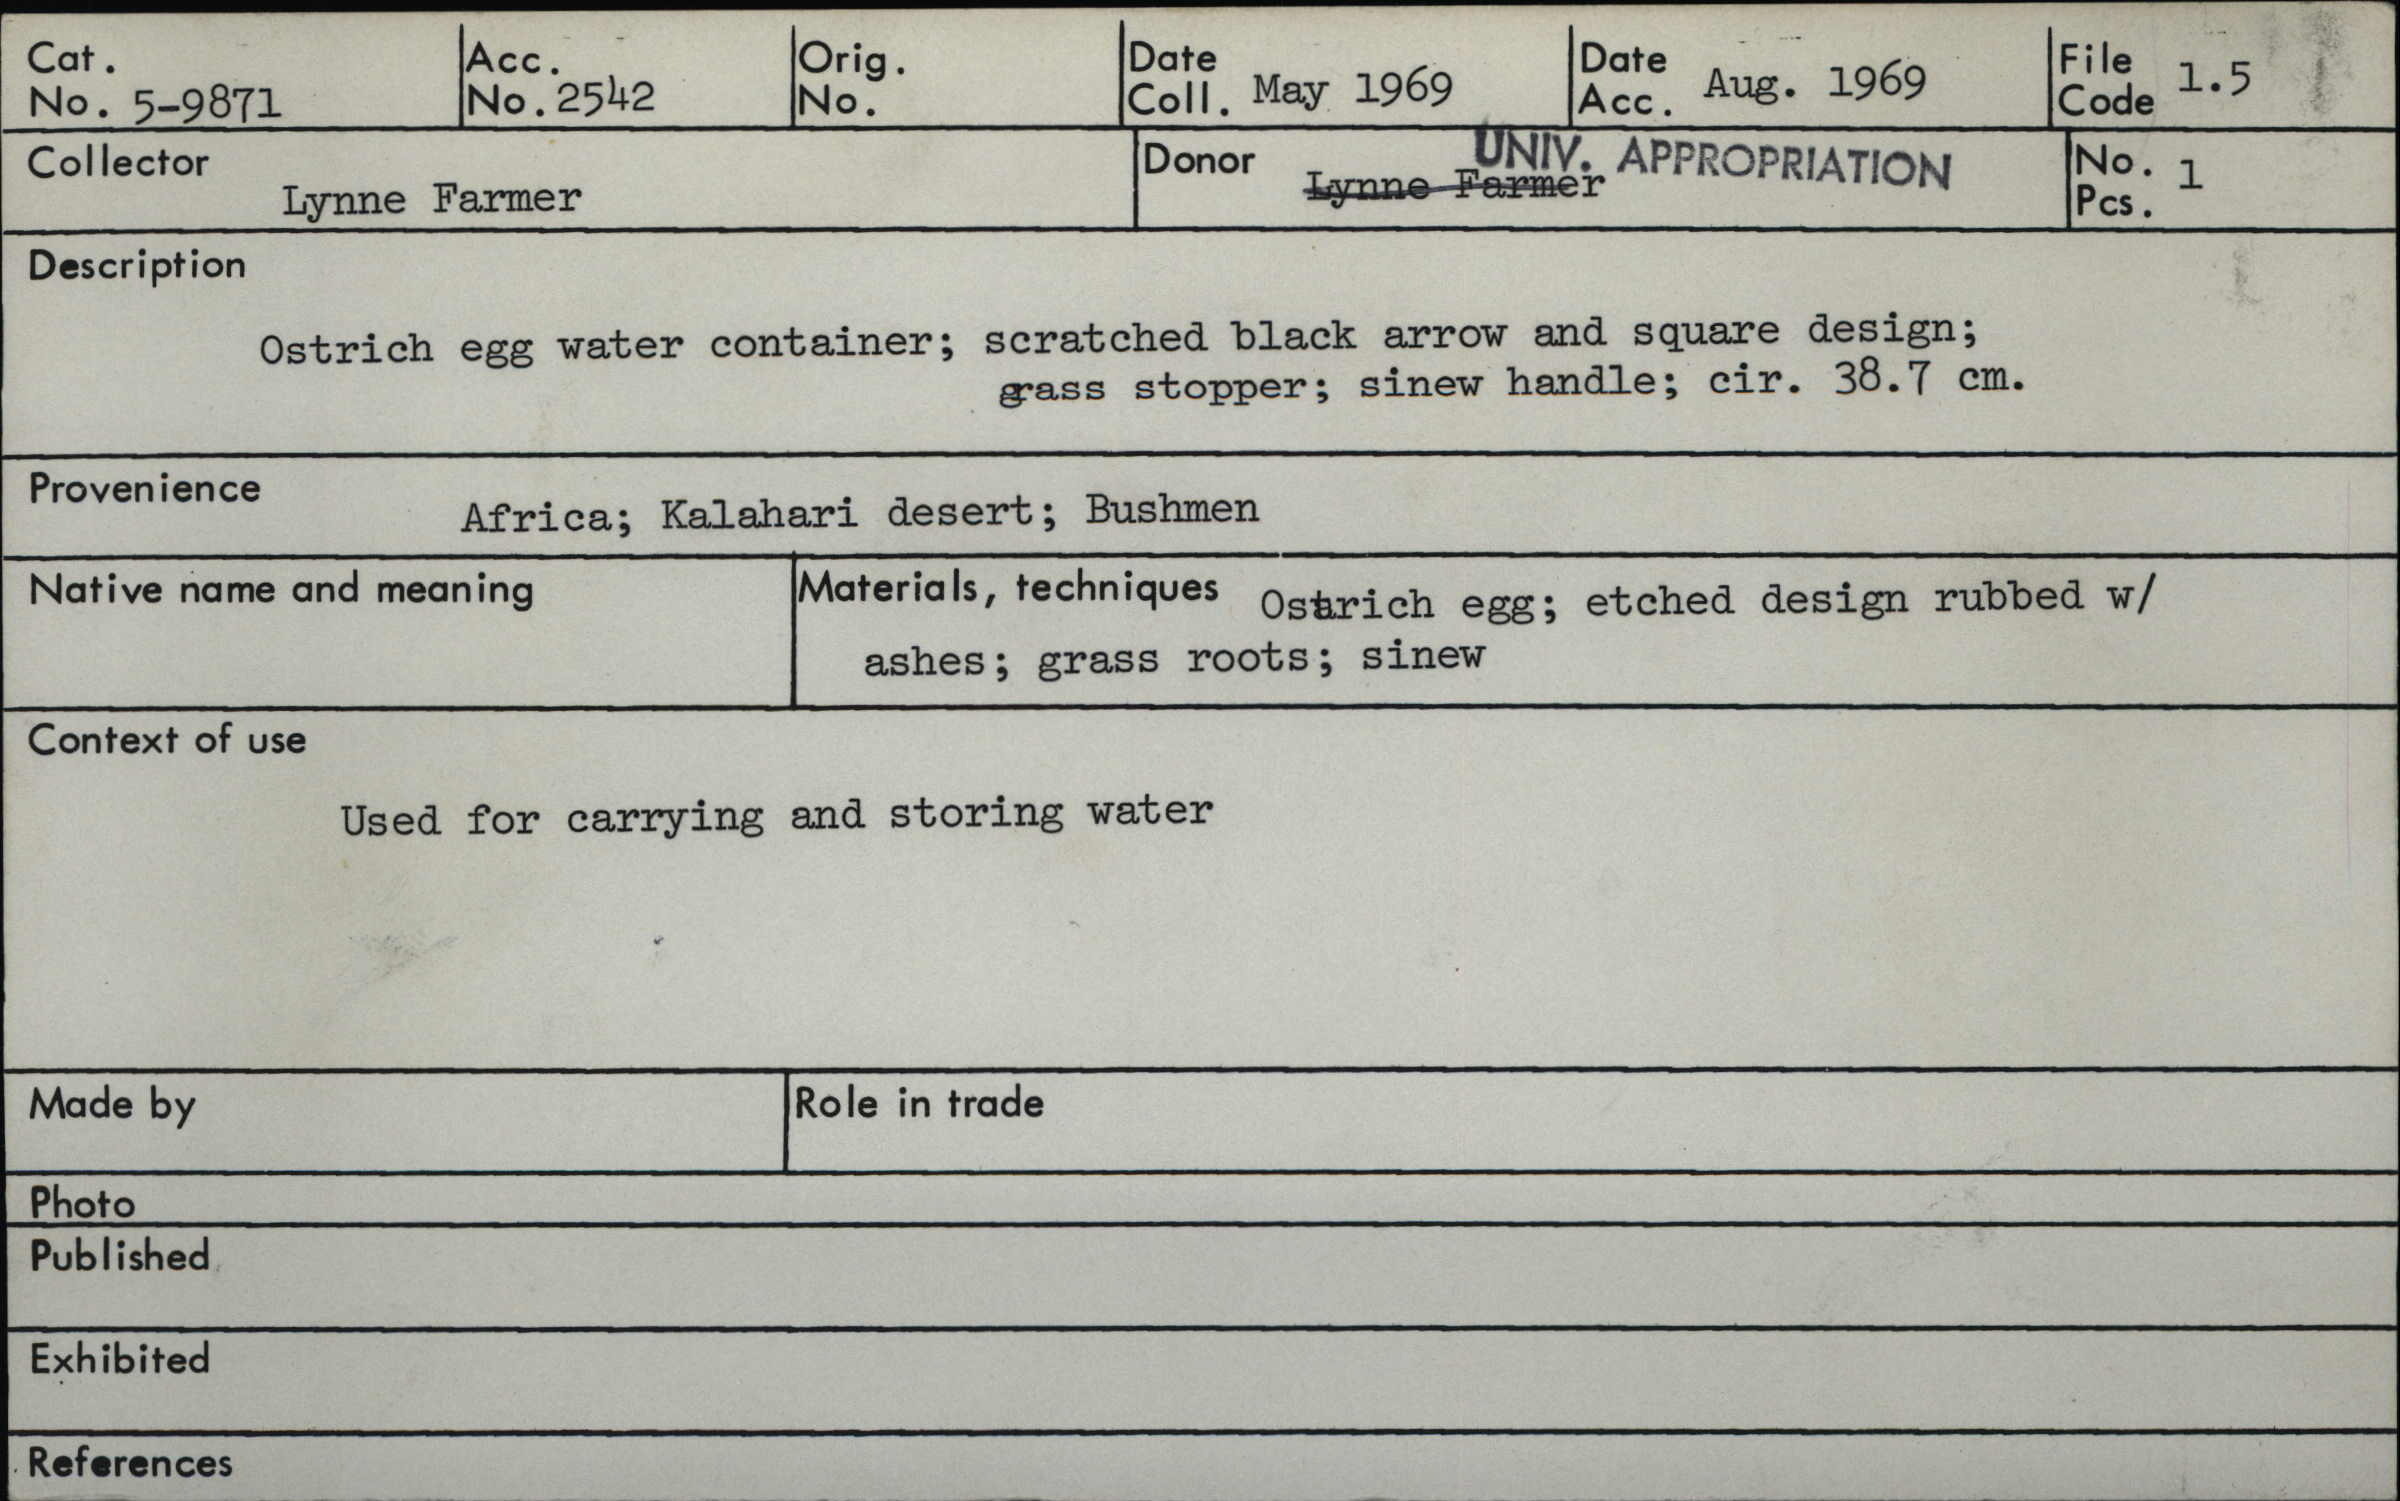 Cat. No. 5-9871
Acc. No. 2542
Orig. No.
Date Coll. May 1969
Date Acc. Aug. 1969
File Code 1.5
Collector
Lynne Farmer
Donor
UNIV. APPROPRIATION
Lynne Farmer
No. Pcs. 1
Description
Ostrich egg water container; scratched black arrow and square design;
grass stopper; sinew handle; cir. 38.7 cm.
Provenience
Africa; Kalahari desert; Bushmen
Native name and meaning
Materials, techniques Ostrich egg; etched design rubbed w/
ashes; grass roots; sinew
Context of use
Used for carrying and storing water
Made by
Role in trade
Photo
Published
Exhibited
References